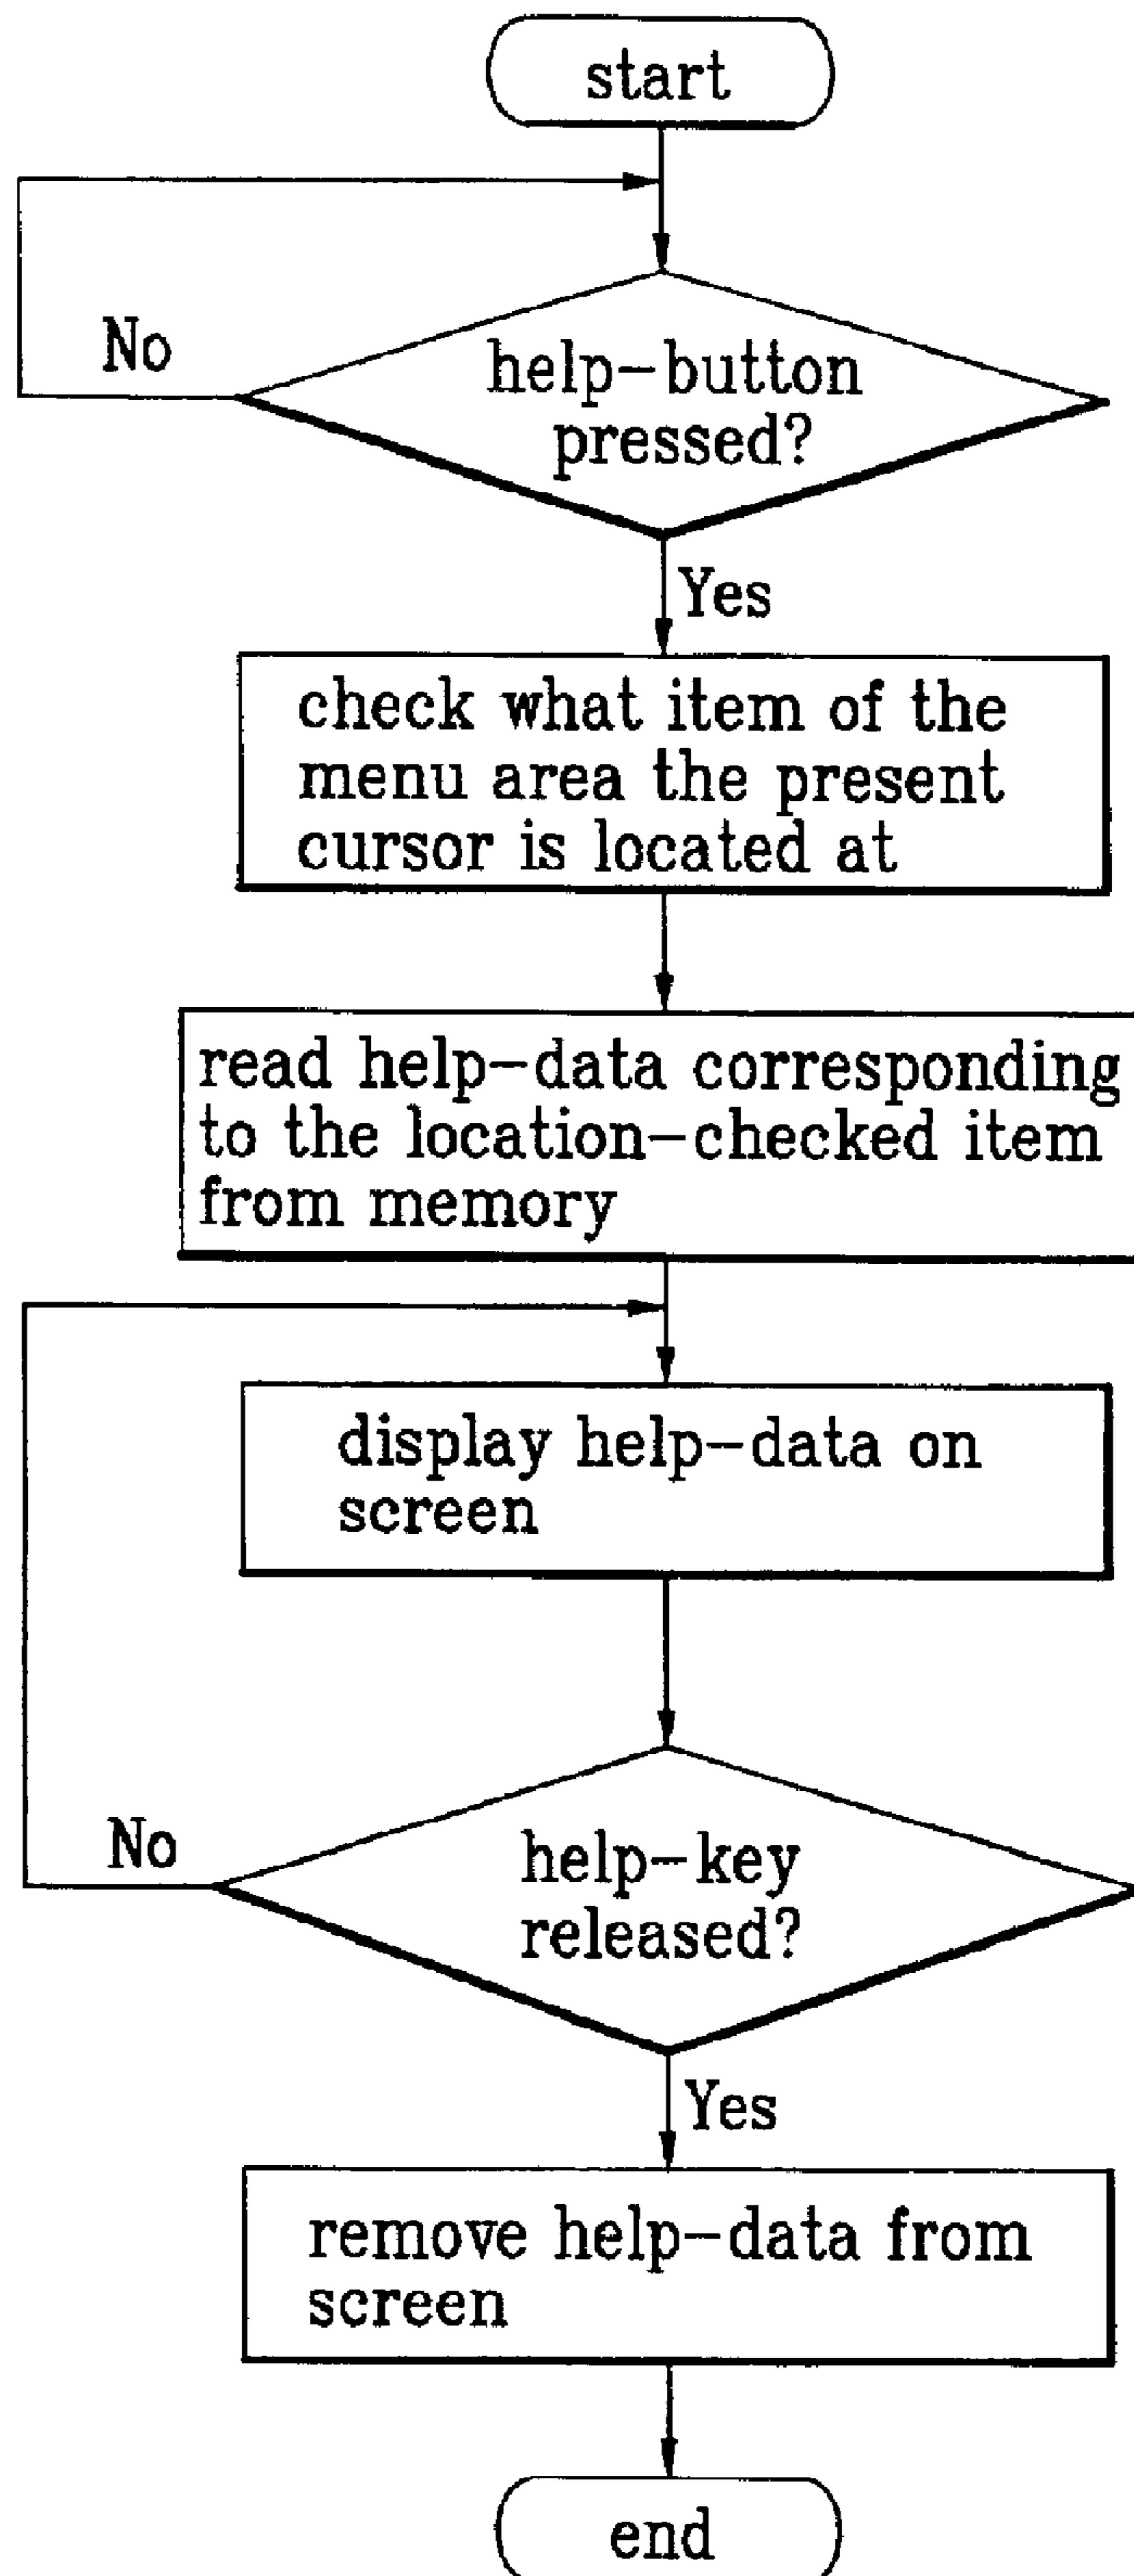 start
No
help-button
pressed?
Yes
check what item of the
menu area the present
cursor is located at
read help-data corresponding
to the location-checked item
from memory
display help-data on
screen
No
help-key
released?
Yes
remove help-data from
screen
end